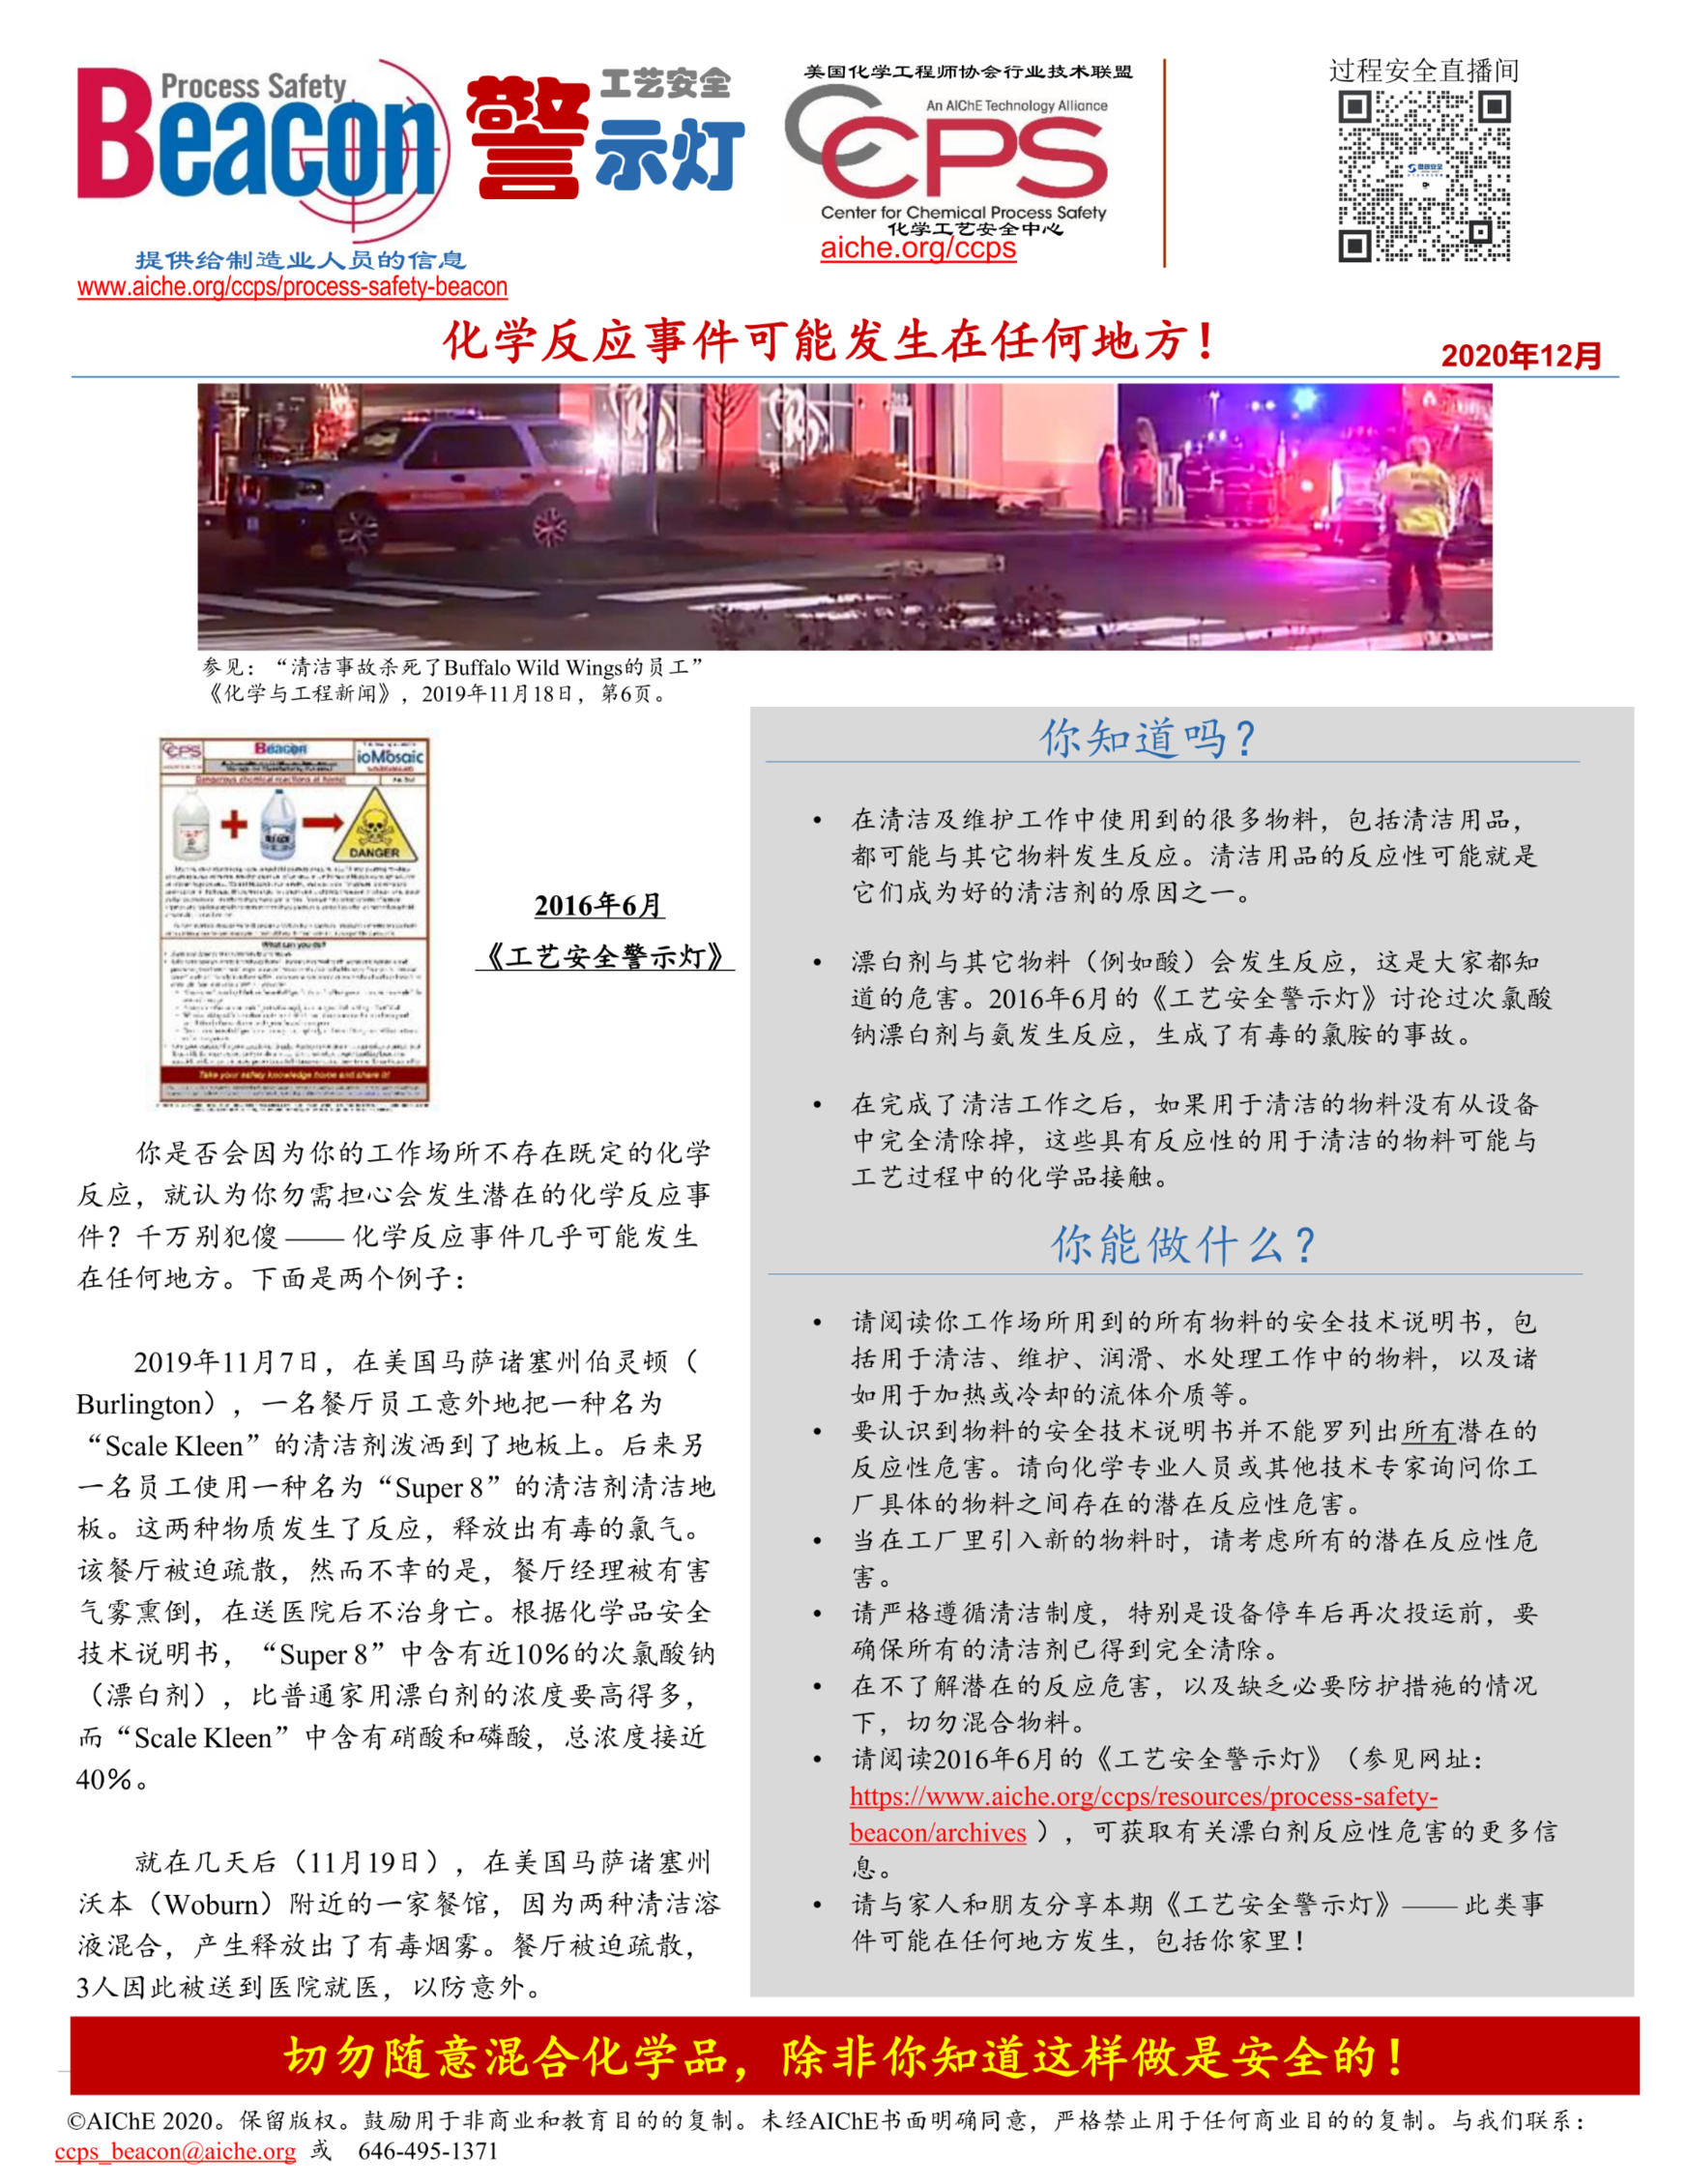 Process Safety
Beacon
工艺安全
警示灯
提供给制造业人员的信息
www.aiche.org/ccps/process-safety-beacon
美国化学工程师协会行业技术联盟
An AIChE Technology Alliance
CCPS
Center for Chemical Process Safety
化学工艺安全中心
aiche.org/ccps
过程安全直播间
化学反应事件可能发生在任何地方！
2020年12月
参见：“清洁事故杀死了Buffalo Wild Wings的员工”
《化学与工程新闻》，2019年11月18日，第6页。
CCPS
Beacon
ioMosaic
Dangerous chemical reactions at home!
DANGER
What can you do?
Take your safety knowledge home and share it!
2016年6月
《工艺安全警示灯》
你是否会因为你的工作场所不存在既定的化学
反应，就认为你勿需担心会发生潜在的化学反应事
件？千万别犯傻 —— 化学反应事件几乎可能发生
在任何地方。下面是两个例子：
2019年11月7日，在美国马萨诸塞州伯灵顿（
Burlington），一名餐厅员工意外地把一种名为
“Scale Kleen”的清洁剂泼洒到了地板上。后来另
一名员工使用一种名为“Super 8”的清洁剂清洁地
板。这两种物质发生了反应，释放出有毒的氯气。
该餐厅被迫疏散，然而不幸的是，餐厅经理被有害
气雾熏倒，在送医院后不治身亡。根据化学品安全
技术说明书，“Super 8”中含有近10%的次氯酸钠
（漂白剂），比普通家用漂白剂的浓度要高得多，
而“Scale Kleen”中含有硝酸和磷酸，总浓度接近
40%。
就在几天后（11月19日），在美国马萨诸塞州
沃本（Woburn）附近的一家餐馆，因为两种清洁溶
液混合，产生释放出了有毒烟雾。餐厅被迫疏散，
3人因此被送到医院就医，以防意外。
你知道吗？
• 在清洁及维护工作中使用到的很多物料，包括清洁用品，
都可能与其它物料发生反应。清洁用品的反应性可能就是
它们成为好的清洁剂的原因之一。
• 漂白剂与其它物料（例如酸）会发生反应，这是大家都知
道的危害。2016年6月的《工艺安全警示灯》讨论过次氯酸
钠漂白剂与氨发生反应，生成了有毒的氯胺的事故。
• 在完成了清洁工作之后，如果用于清洁的物料没有从设备
中完全清除掉，这些具有反应性的用于清洁的物料可能与
工艺过程中的化学品接触。
你能做什么？
• 请阅读你工作场所用到的所有物料的安全技术说明书，包
括用于清洁、维护、润滑、水处理工作中的物料，以及诸
如用于加热或冷却的流体介质等。
• 要认识到物料的安全技术说明书并不能罗列出所有潜在的
反应性危害。请向化学专业人员或其他技术专家询问你工
厂具体的物料之间存在的潜在反应性危害。
• 当在工厂里引入新的物料时，请考虑所有的潜在反应性危
害。
• 请严格遵循清洁制度，特别是设备停车后再次投运前，要
确保所有的清洁剂已得到完全清除。
• 在不了解潜在的反应危害，以及缺乏必要防护措施的情况
下，切勿混合物料。
• 请阅读2016年6月的《工艺安全警示灯》（参见网址：
https://www.aiche.org/ccps/resources/process-safety-
beacon/archives ），可获取有关漂白剂反应性危害的更多信
息。
• 请与家人和朋友分享本期《工艺安全警示灯》—— 此类事
件可能在任何地方发生，包括你家里！
切勿随意混合化学品，除非你知道这样做是安全的！
©AIChE 2020。保留版权。鼓励用于非商业和教育目的的复制。未经AIChE书面明确同意，严格禁止用于任何商业目的的复制。与我们联系：
ccps_beacon@aiche.org 或 646-495-1371